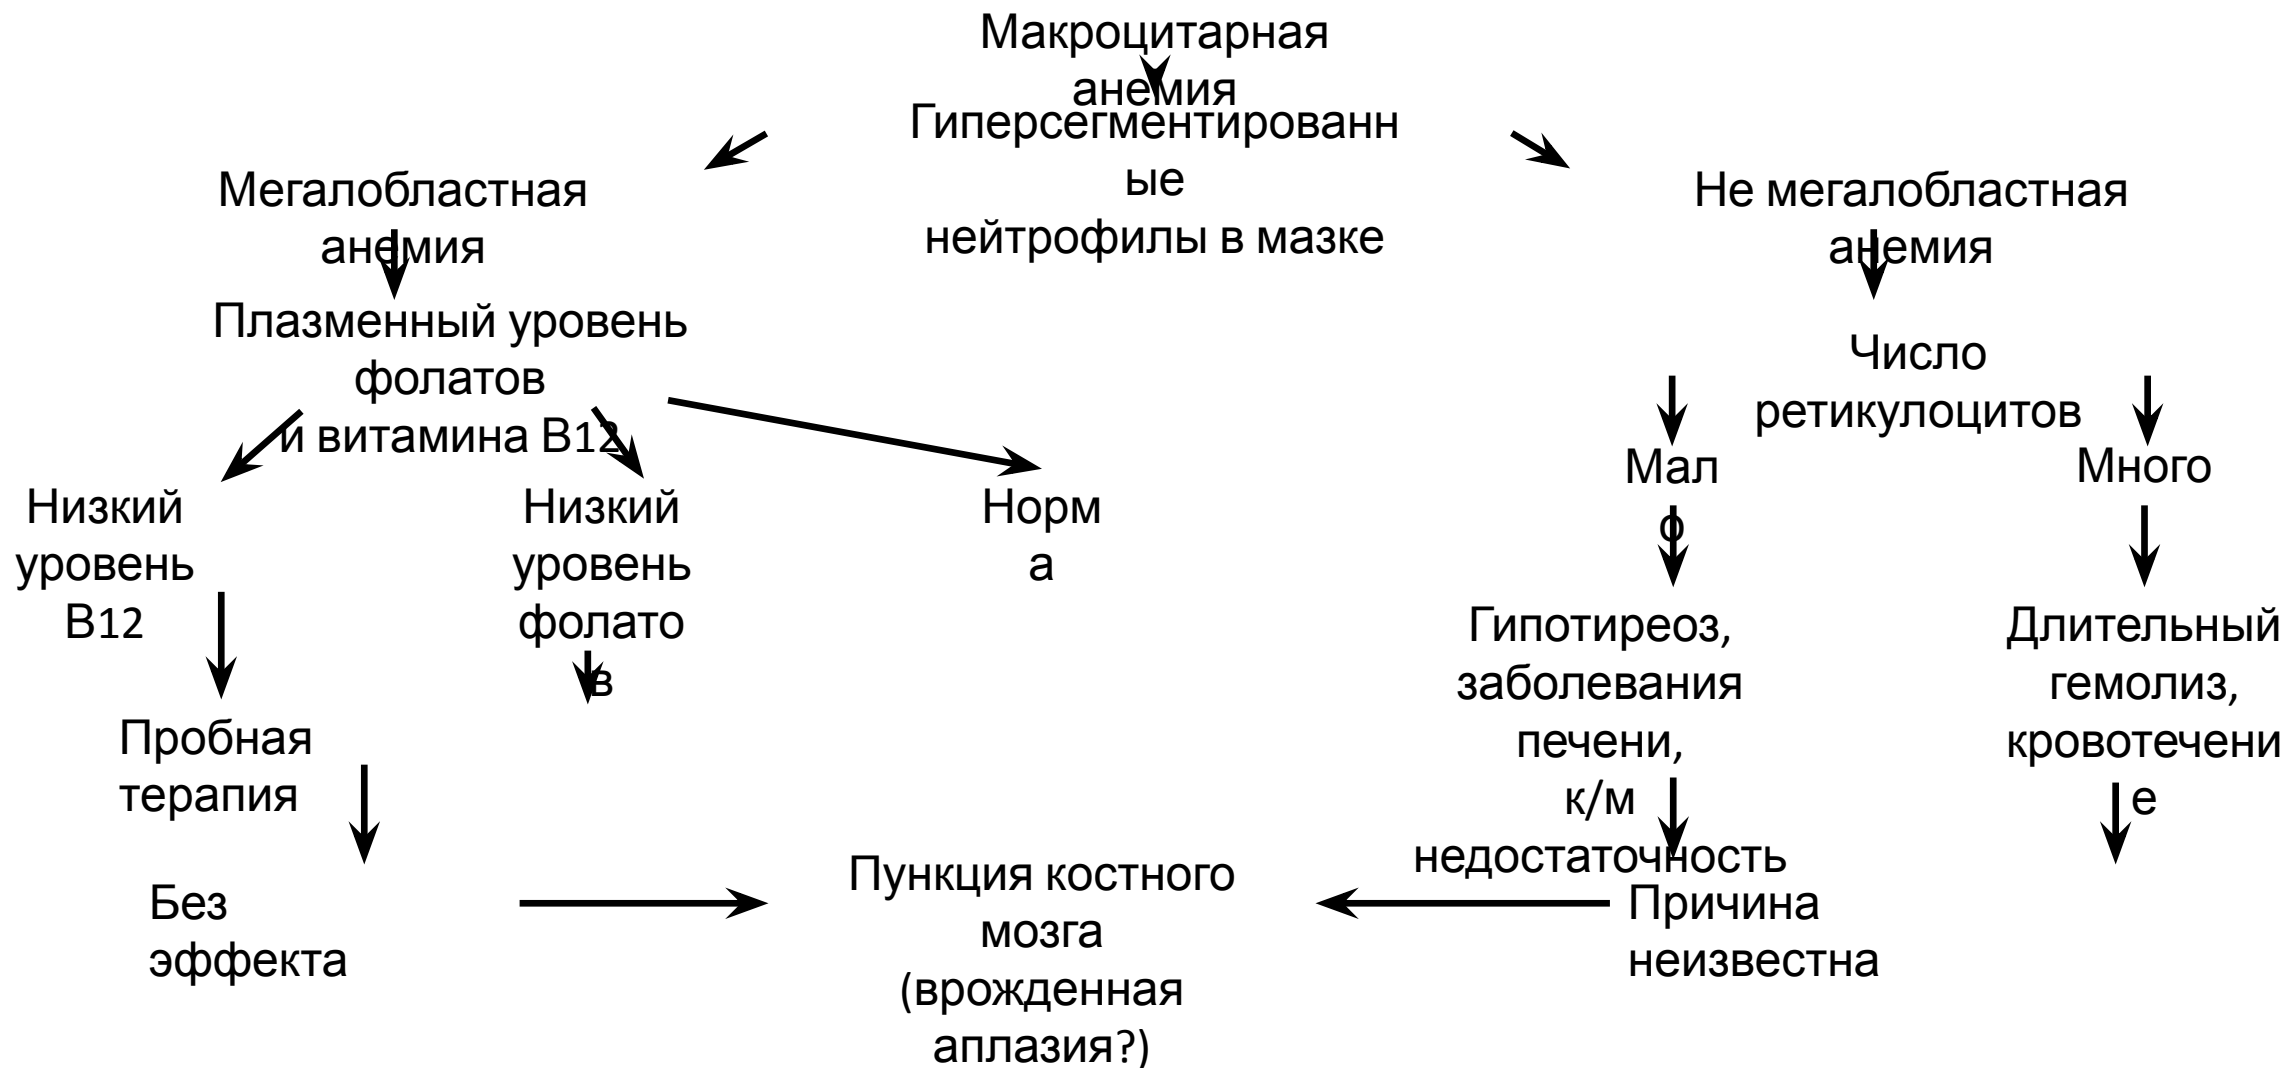 Макроцитарная
анемия
Гиперсегментированн
ые
нейтрофилы в мазке
Мегалобластная
анемия
Не мегалобластная
анемия
Плазменный уровень
фолатов
и витамина В12
Число
ретикулоцитов
Низкий
уровень
В12
Низкий
уровень
фолато
в
Норм
а
Мал
о
Много
Гипотиреоз,
заболевания
печени,
к/м
недостаточность
Длительный
гемолиз,
кровотечени
е
Пробная
терапия
Без
эффекта
Пункция костного
мозга
(врожденная
аплазия?)
Причина
неизвестна